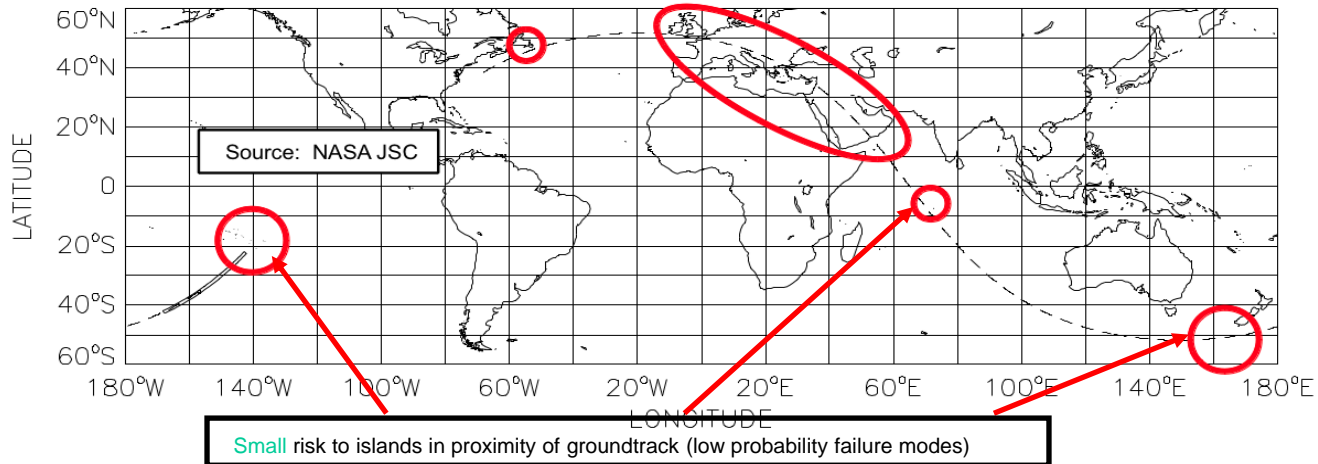 60°N
40°N
20°N
0
20°S
40°S
60°S
LATITUDE
Source: NASA JSC
180°W 140°W 100°W 60°W 20°W 20°E 60°E 100°E 140°E 180°E
LONGITUDE
Small risk to islands in proximity of groundtrack (low probability failure modes)